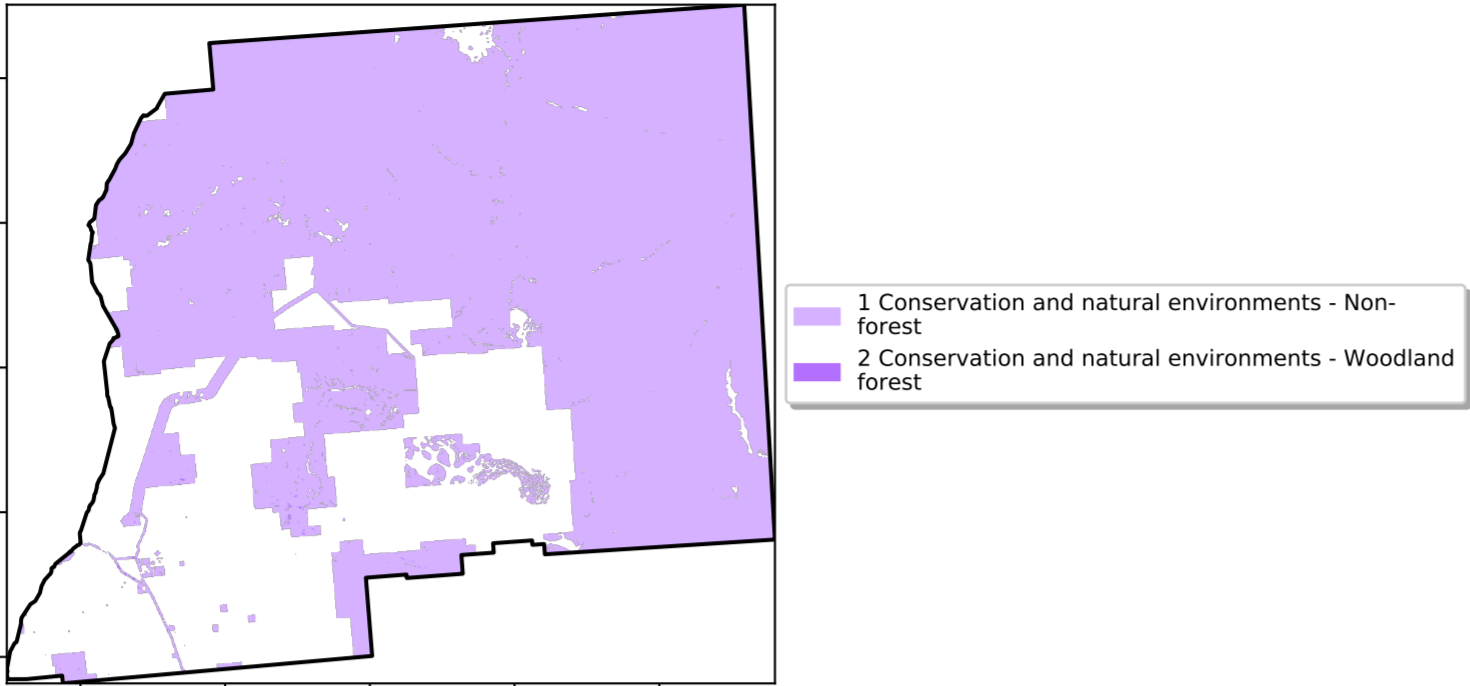 1 Conservation and natural environments - Non-
forest
2 Conservation and natural environments - Woodland
forest